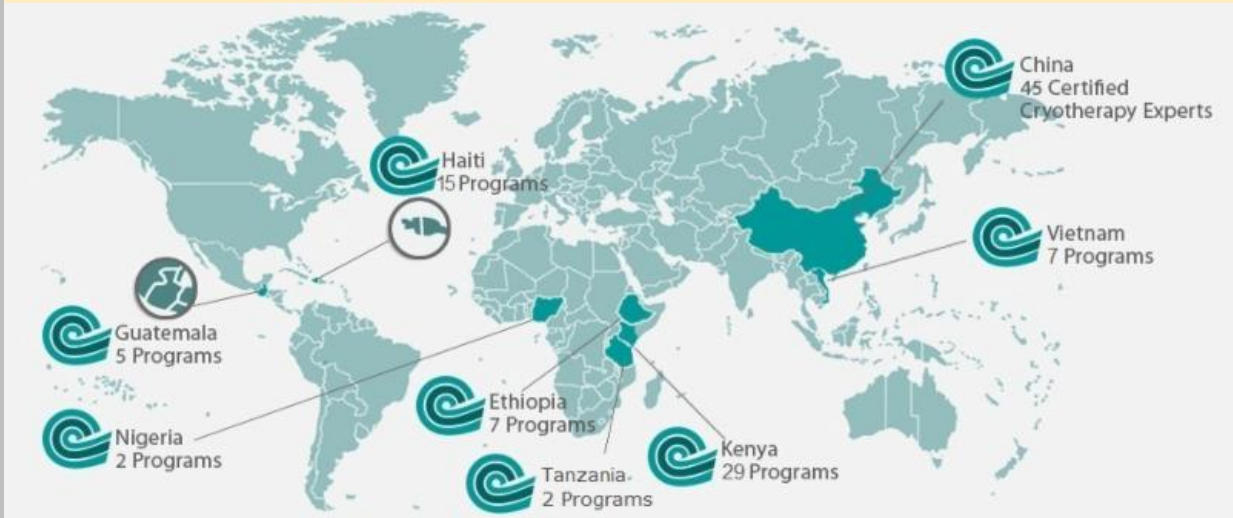 China
45 Certified
Cryotherapy Experts
Haiti
15 Programs
Vietnam
7 Programs
Guatemala
5 Programs
Ethiopia
7 Programs
Nigeria
2 Programs
Kenya
29 Programs
Tanzania
2 Programs